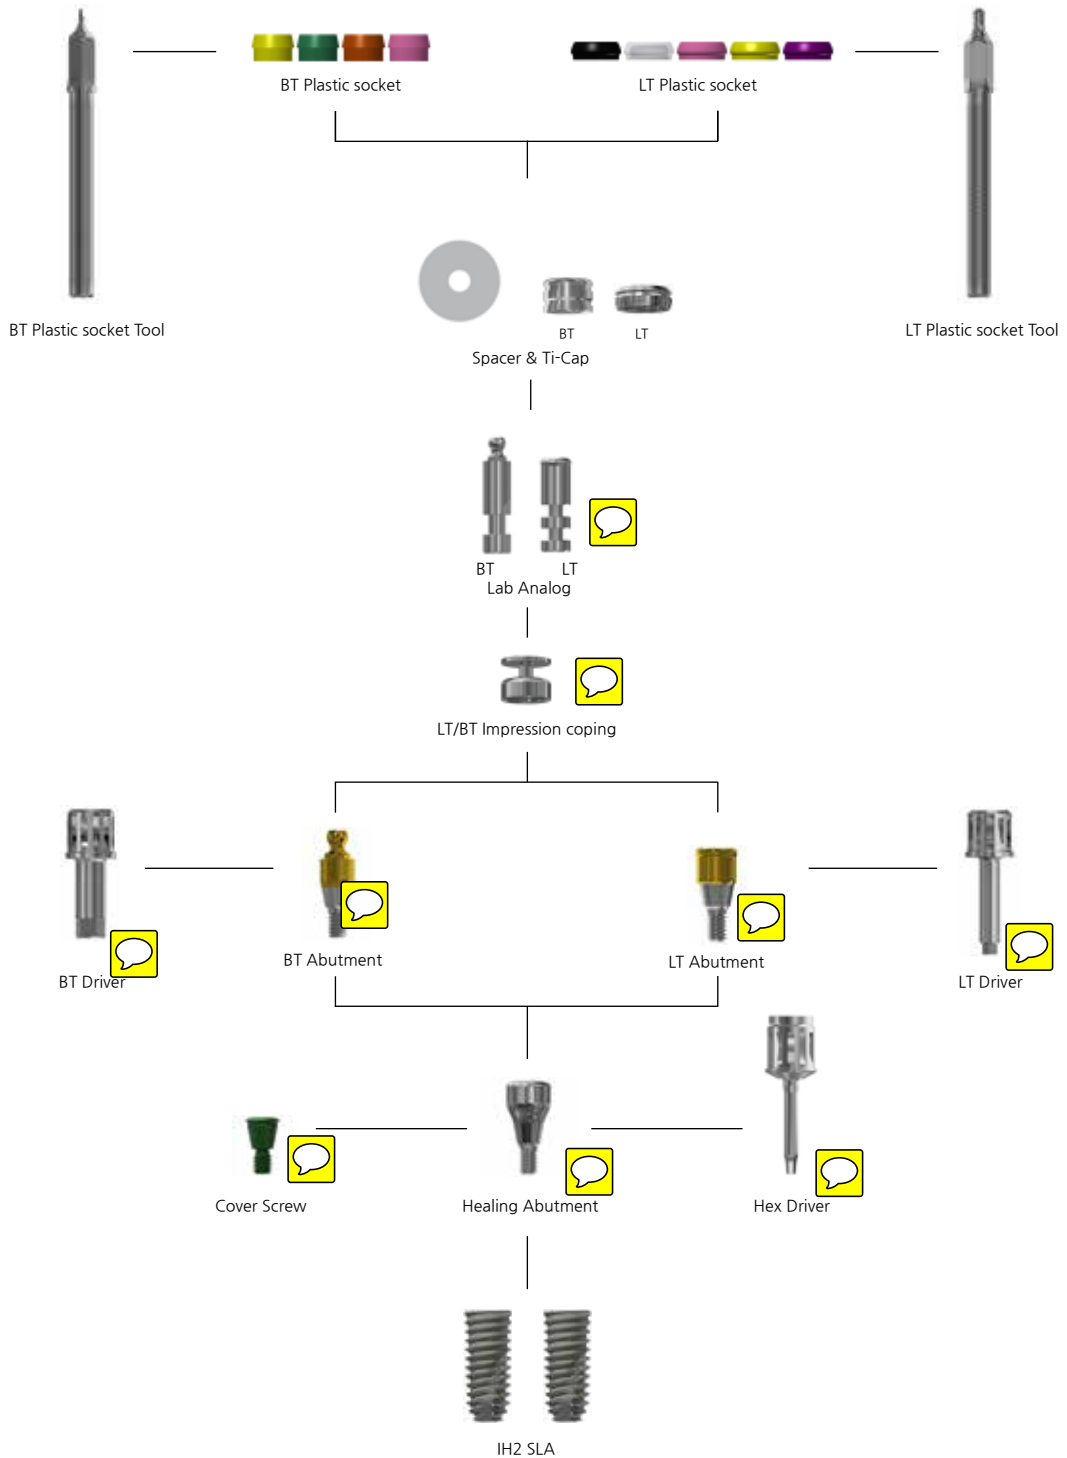 BT Plastic socket
LT Plastic socket
BT Plastic socket Tool
LT Plastic socket Tool
BT
LT
Spacer & Ti-Cap
BT
LT
Lab Analog
LT/BT Impression coping
BT Abutment
LT Abutment
BT Driver
LT Driver
Cover Screw
Healing Abutment
Hex Driver
IH2 SLA